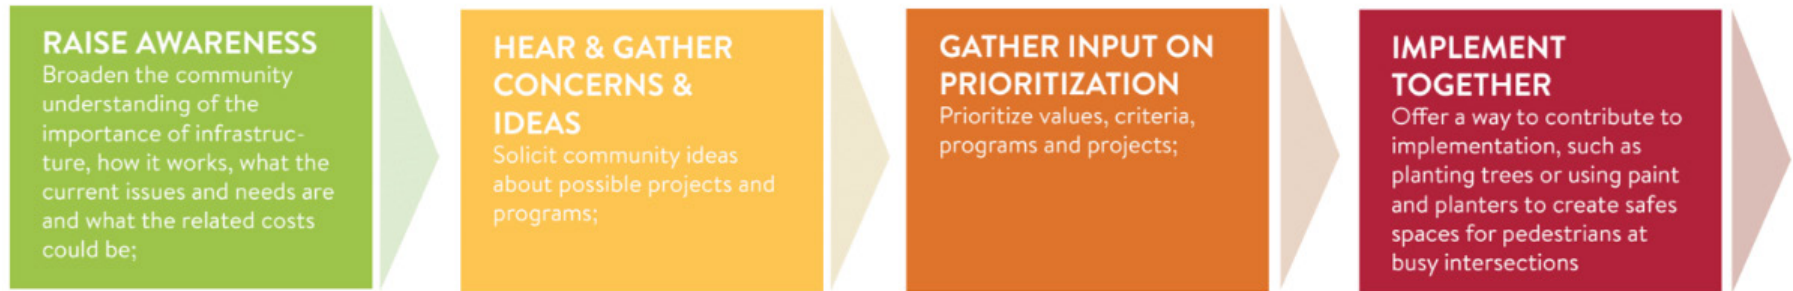 RAISE AWARENESS
Broaden the community
understanding of the
importance of infrastruc-
ture, how it works, what the
current issues and needs are
and what the related costs
could be;
HEAR & GATHER
CONCERNS &
IDEAS
Solicit community ideas
about possible projects and
programs;
GATHER INPUT ON
PRIORITIZATION
Prioritize values, criteria,
programs and projects;
IMPLEMENT
TOGETHER
Offer a way to contribute to
implementation, such as
planting trees or using paint
and planters to create safes
spaces for pedestrians at
busy intersections